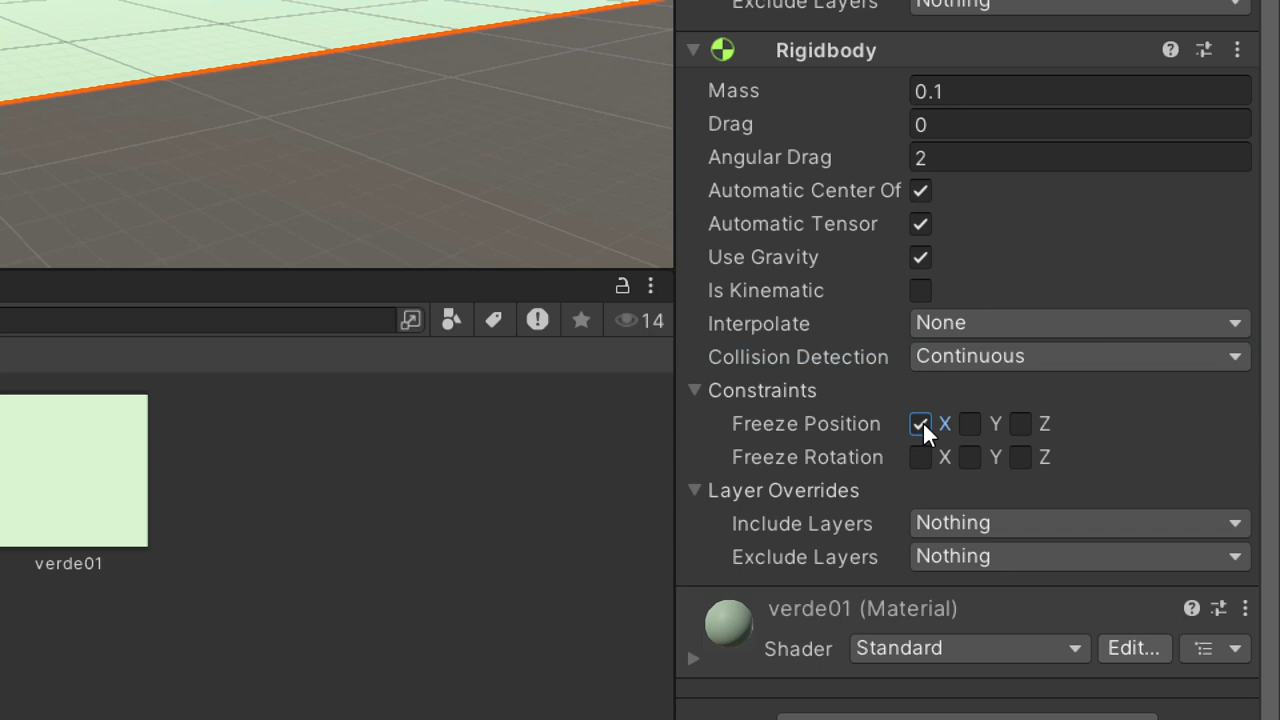 Exclude Layers Nothing
Rigidbody
Mass 0.1
Drag 0
Angular Drag 2
Automatic Center Of
Automatic Tensor
Use Gravity
Is Kinematic
14
Interpolate None
Collision Detection Continuous
Constraints
Freeze Position X Y Z
Freeze Rotation X Y Z
Layer Overrides
Include Layers Nothing
Exclude Layers Nothing
verde01
verde01 (Material)
Shader Standard Edit...